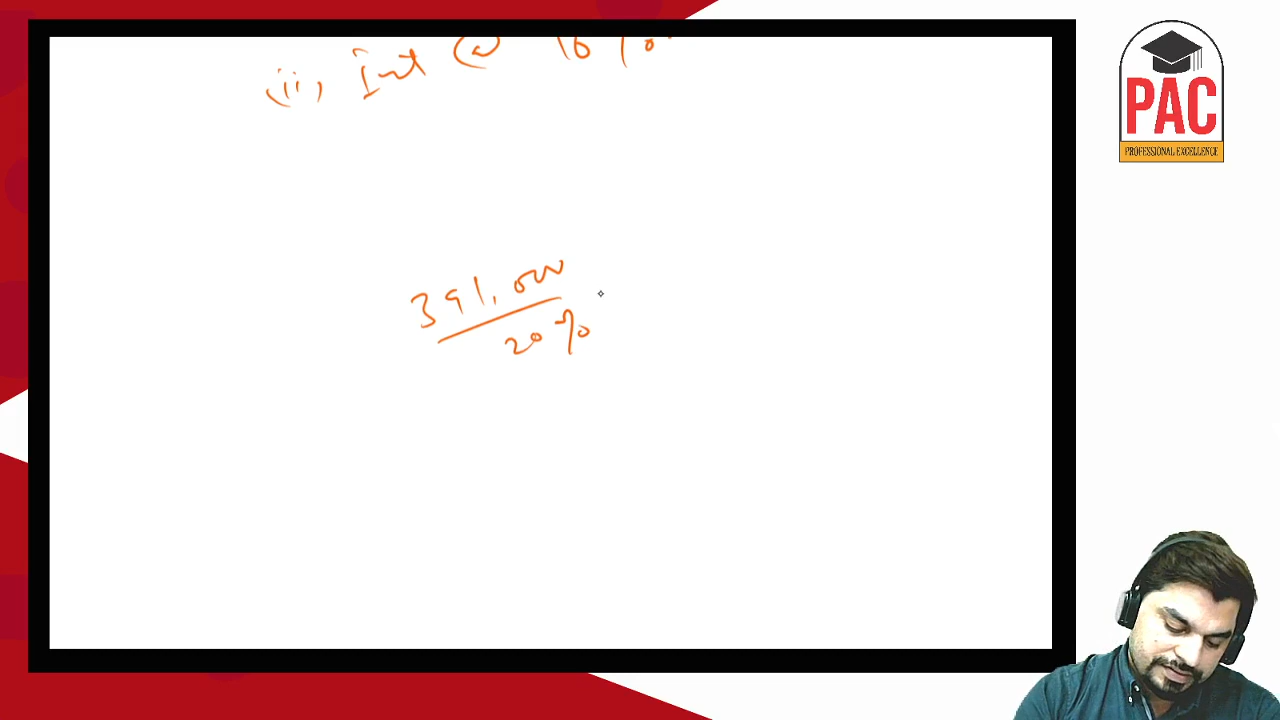 (ii) Int @ 10%
391,000
20%
PAC
PROFESSIONAL EXCELLENCE